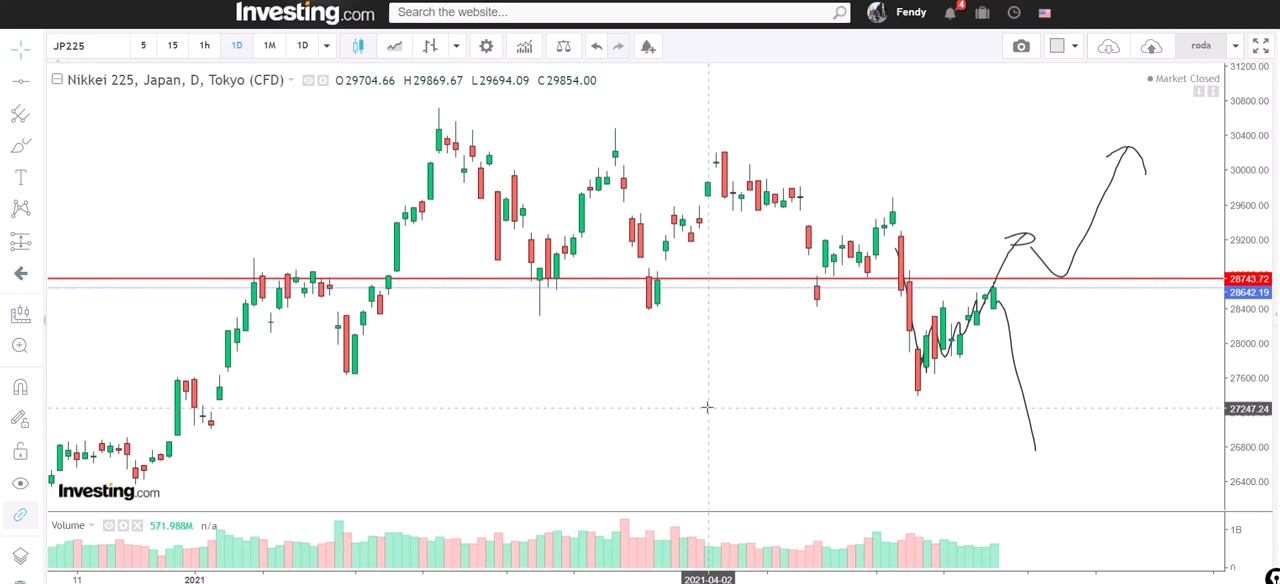 Investing.com
Search the website...
Fendy
4
JP225
5
15
1h
1D
1M
1D
roda
Nikkei 225, Japan, D, Tokyo (CFD)
O29704.66 H29869.67 L29694.09 C29854.00
Market Closed
31200.00
30800.00
30400.00
30000.00
29600.00
29200.00
28743.72
28642.19
28400.00
28000.00
27600.00
27247.24
26800.00
26400.00
Investing.com
Volume
571.988M n/a
1B
0
11
2021
2021-04-02